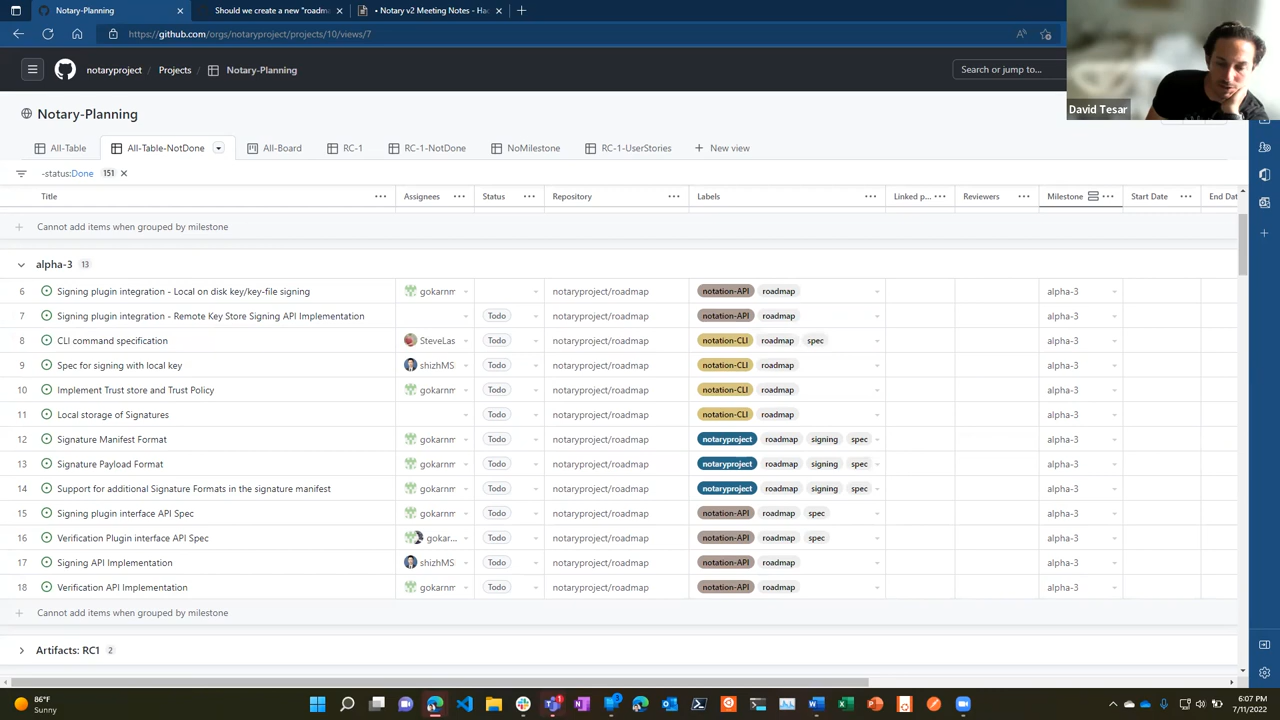 Notary-Planning
Should we create a new "roadm
Notary v2 Meeting Notes - Hac
https://github.com/orgs/notaryproject/projects/10/views/7
notaryproject
Projects
Notary-Planning
Search or jump to...
David Tesar
Notary-Planning
All-Table
All-Table-NotDone
All-Board
RC-1
RC-1-NotDone
NoMilestone
RC-1-UserStories
New view
-status:Done 151
Title Assignees Status Repository Labels Linked p... Reviewers Milestone Start Date End Dat
Cannot add items when grouped by milestone
alpha-3 13
6 Signing plugin integration - Local on disk key/key-file signing gokarnm notaryproject/roadmap notation-API roadmap alpha-3
7 Signing plugin integration - Remote Key Store Signing API Implementation Todo notaryproject/roadmap notation-API roadmap alpha-3
8 CLI command specification SteveLas Todo notaryproject/roadmap notation-CLI roadmap spec alpha-3
9 Spec for signing with local key shizhMS Todo notaryproject/roadmap notation-CLI roadmap alpha-3
10 Implement Trust store and Trust Policy gokarnm Todo notaryproject/roadmap notation-CLI roadmap alpha-3
11 Local storage of Signatures Todo notaryproject/roadmap notation-CLI roadmap alpha-3
12 Signature Manifest Format gokarnm Todo notaryproject/roadmap notaryproject roadmap signing spec alpha-3
13 Signature Payload Format gokarnm Todo notaryproject/roadmap notaryproject roadmap signing spec alpha-3
14 Support for additional Signature Formats in the signature manifest gokarnm Todo notaryproject/roadmap notaryproject roadmap signing spec alpha-3
15 Signing plugin interface API Spec gokarnm Todo notaryproject/roadmap notation-API roadmap spec alpha-3
16 Verification Plugin interface API Spec gokar... Todo notaryproject/roadmap notation-API roadmap spec alpha-3
17 Signing API Implementation shizhMS Todo notaryproject/roadmap notation-API roadmap alpha-3
18 Verification API Implementation gokarnm Todo notaryproject/roadmap notation-API roadmap alpha-3
Cannot add items when grouped by milestone
Artifacts: RC1 2
86°F
Sunny
6:07 PM
7/11/2022